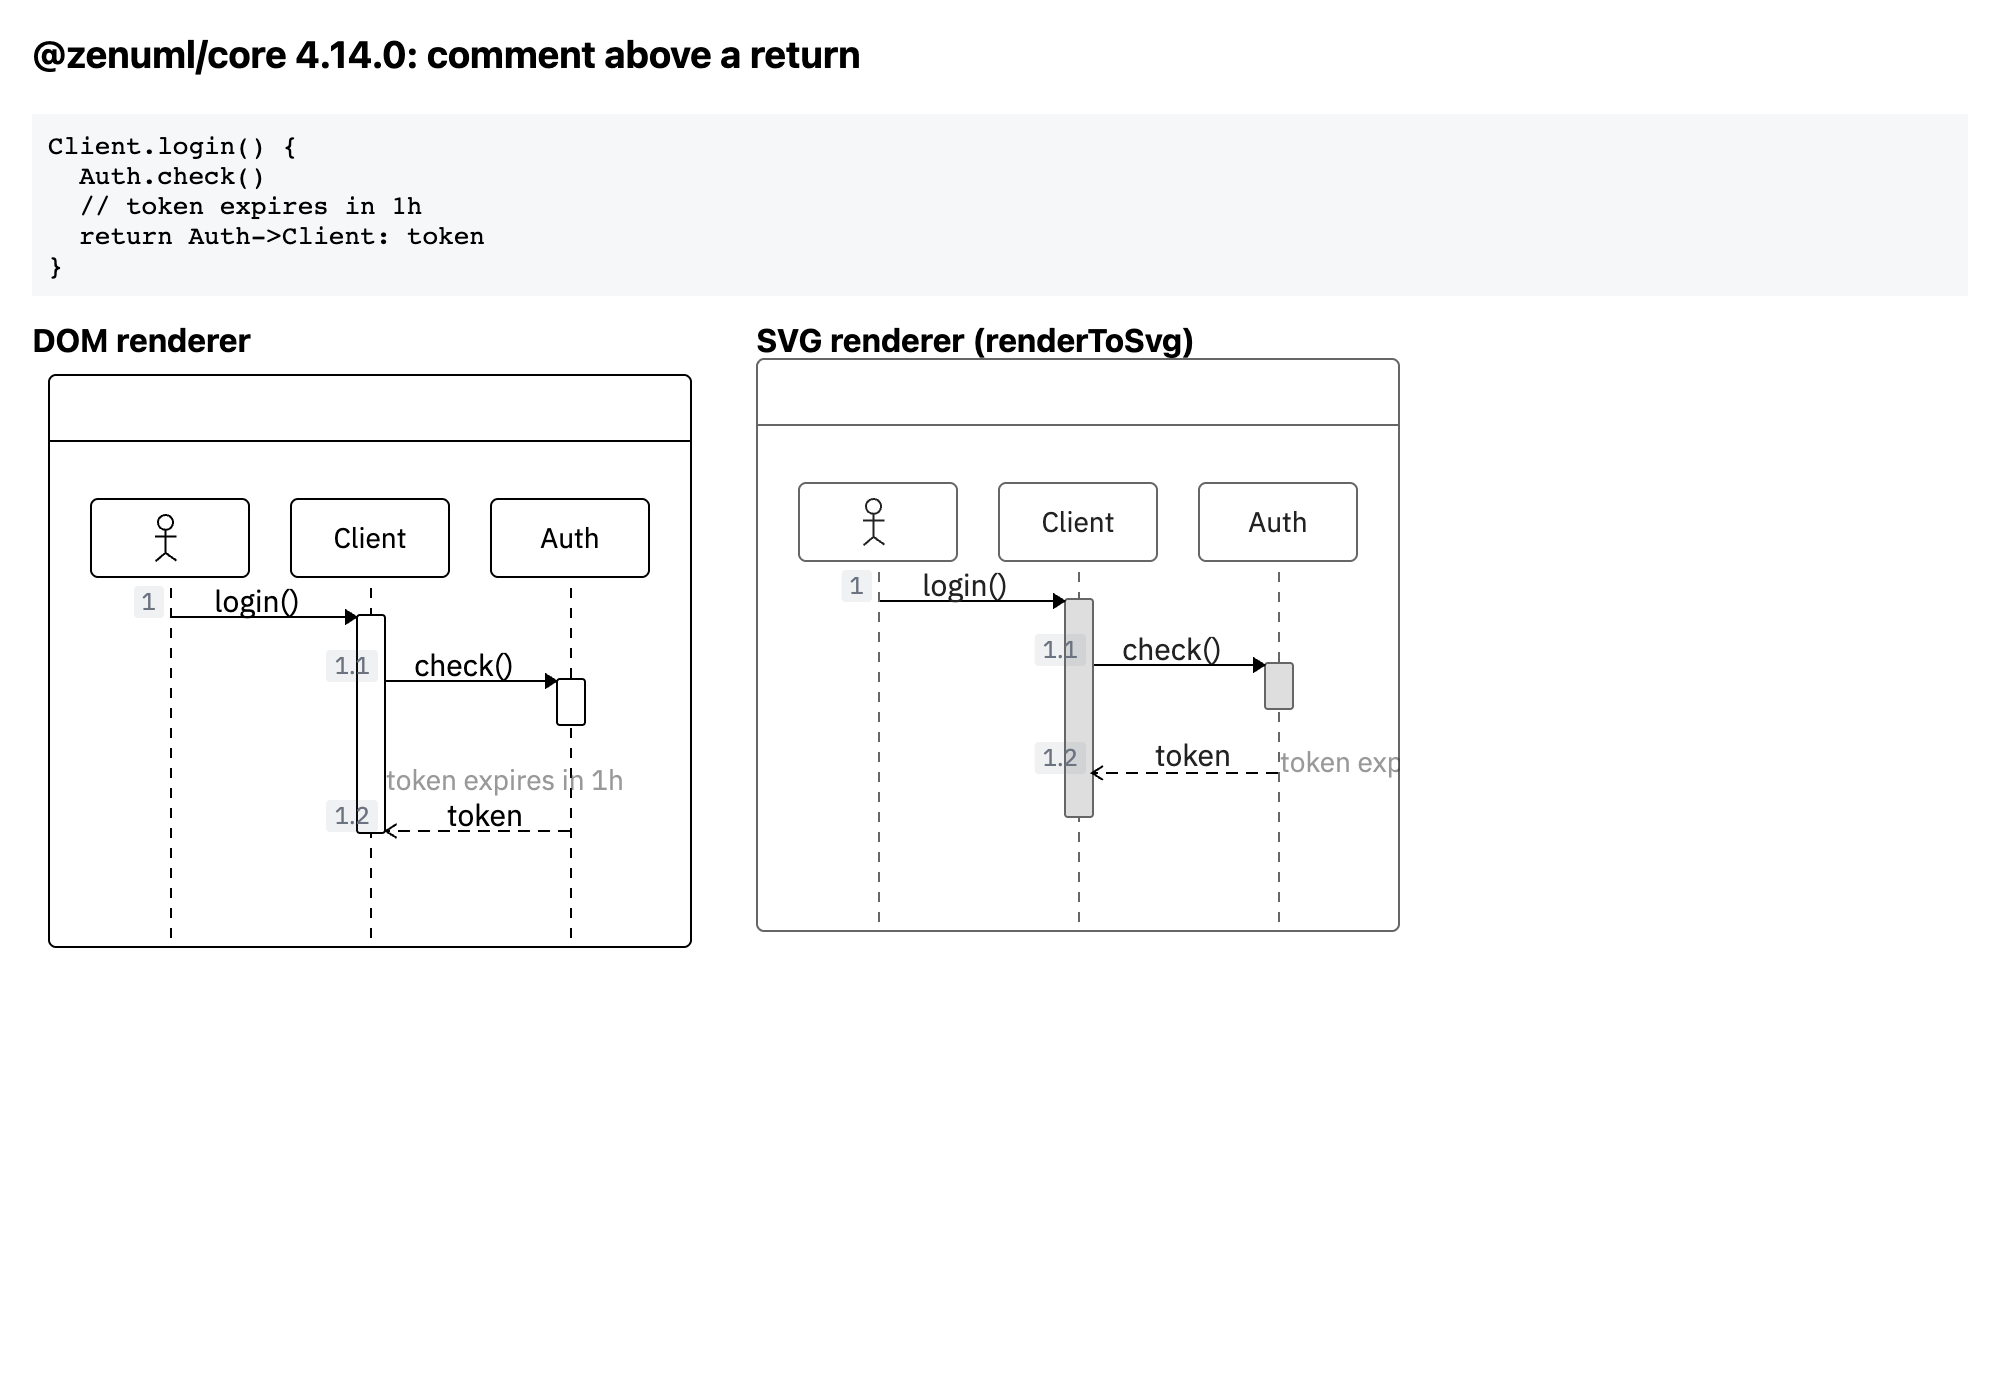 @zenuml/core 4.14.0: comment above a return
Client.login() {
  Auth.check()
  // token expires in 1h
  return Auth->Client: token
}
DOM renderer
Client
Auth
1
login()
1.1
check()
token expires in 1h
1.2
token
SVG renderer (renderToSvg)
Client
Auth
1
login()
1.1
check()
1.2
token
token exp